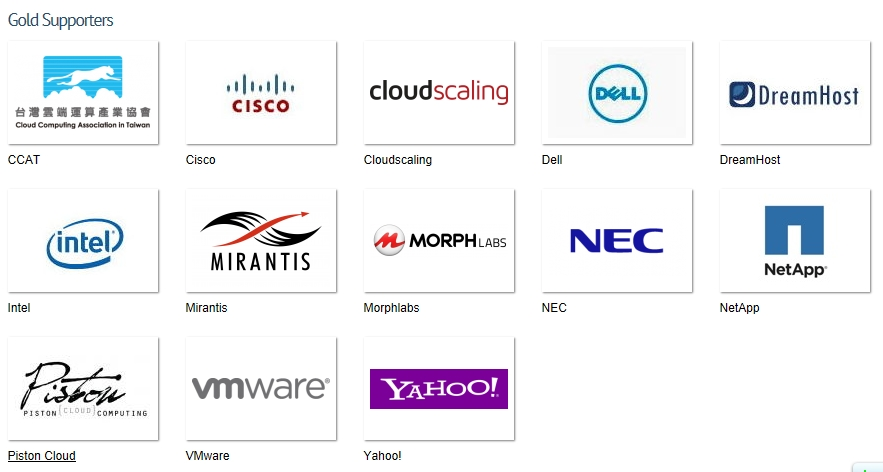 Gold Supporters
台灣雲端運算產業協會
Cloud Computing Association in Taiwan
CISCO
cloudscaling
DELL
DreamHost
CCAT
Cisco
Cloudscaling
Dell
DreamHost
intel
MIRANTIS
M MORPH LABS
NEC
NetApp®
Intel
Mirantis
Morphlabs
NEC
NetApp
Piston
PISTON {CLOUD} COMPUTING
vmware®
YAHOO!
Piston Cloud
VMware
Yahoo!